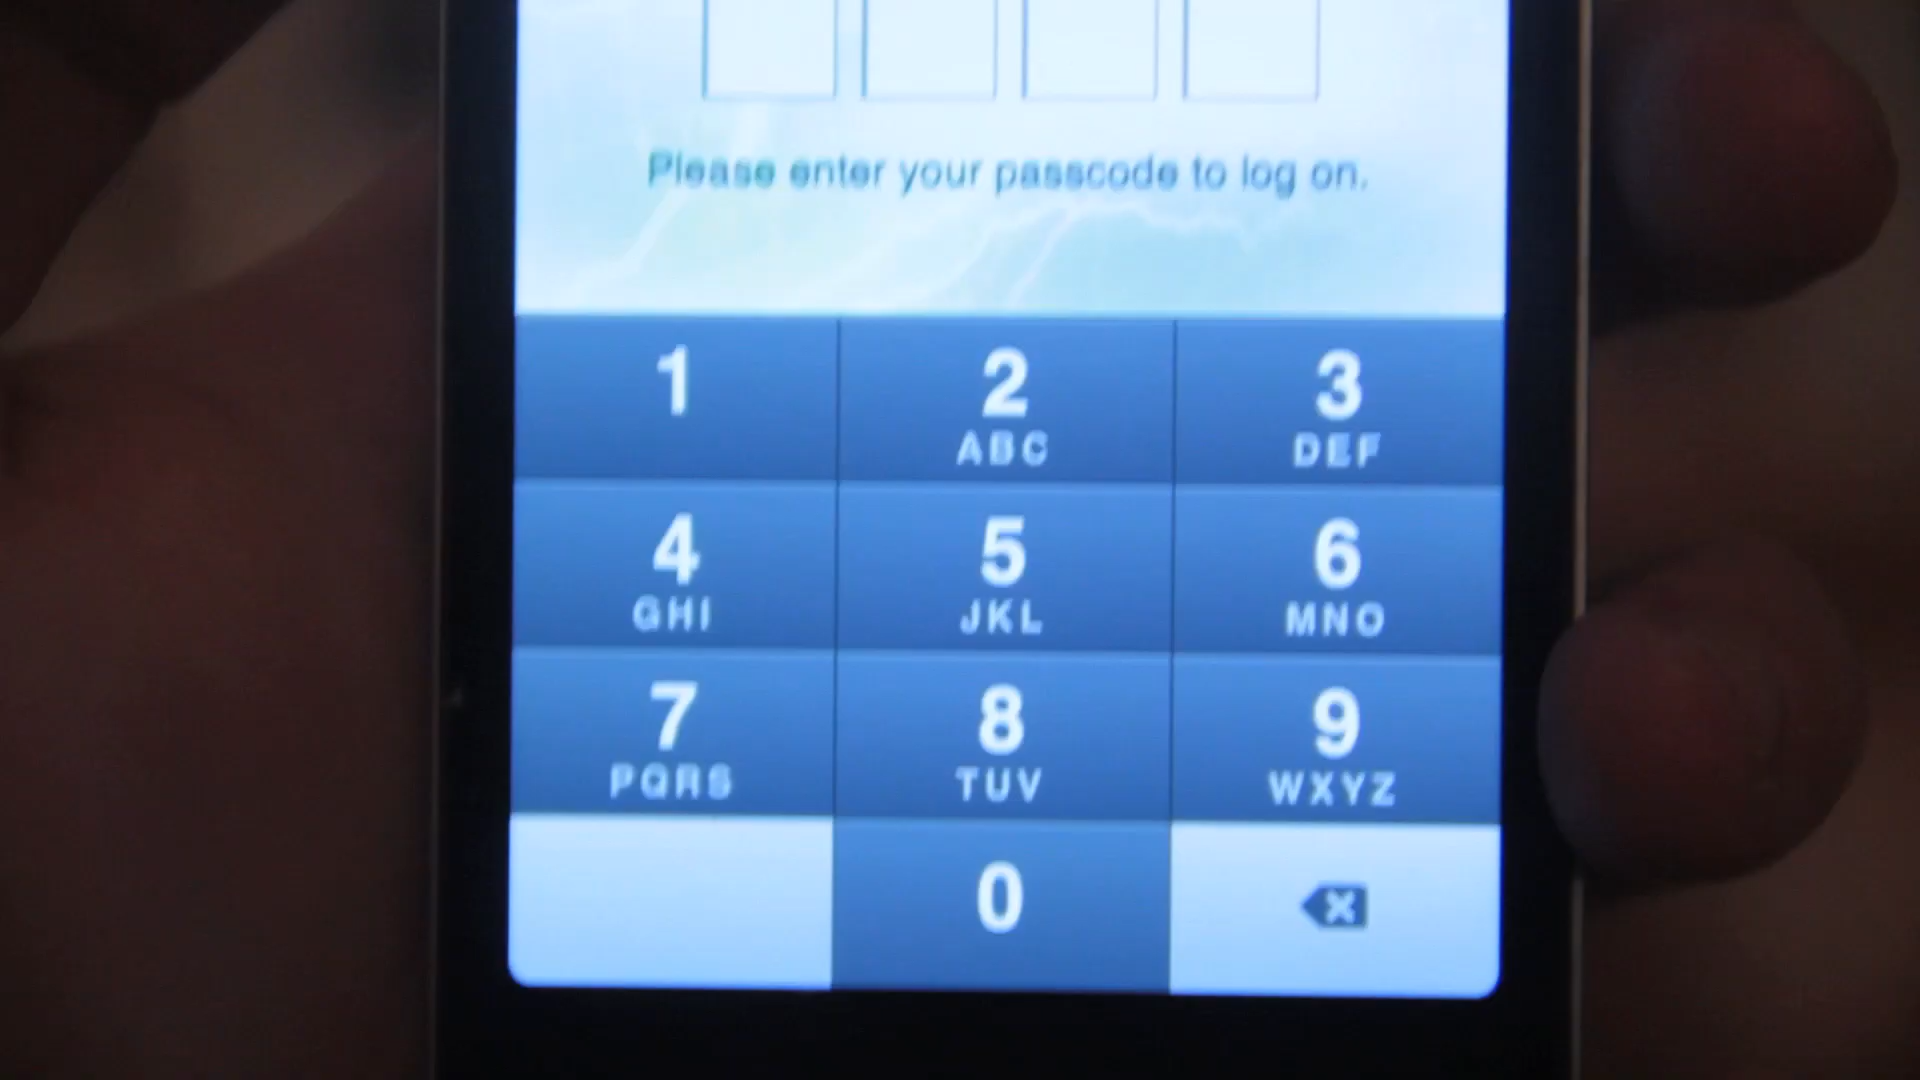 Please enter your passcode to log on.
1 2 3
ABC DEF
4 5 6
GHI JKL MNO
7 8 9
PQRS TUV WXYZ
0